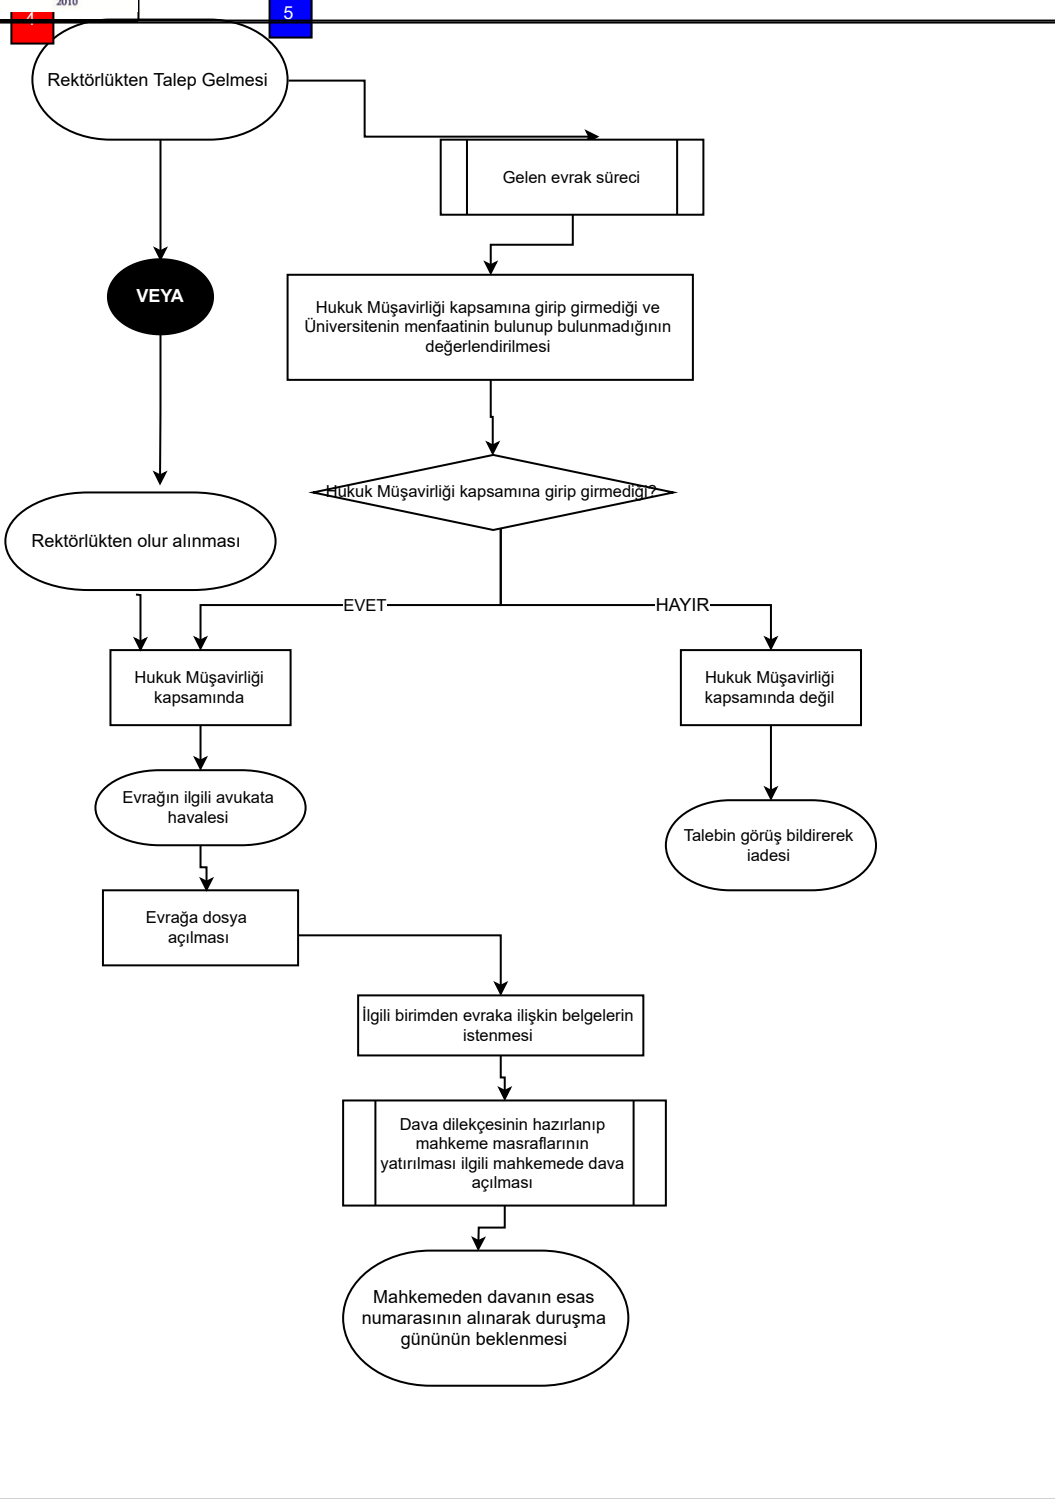 2010
5
Rektörlükten Talep Gelmesi
Gelen evrak süreci
VEYA
Hukuk Müşavirliği kapsamına girip girmediği ve
Üniversitenin menfaatinin bulunup bulunmadığının
değerlendirilmesi
Hukuk Müşavirliği kapsamına girip girmediği?
Rektörlükten olur alınması
EVET
HAYIR
Hukuk Müşavirliği
kapsamında
Hukuk Müşavirliği
kapsamında değil
Evrağın ilgili avukata
havalesi
Talebin görüş bildirerek
iadesi
Evrağa dosya
açılması
İlgili birimden evraka ilişkin belgelerin
istenmesi
Dava dilekçesinin hazırlanıp
mahkeme masraflarının
yatırılması ilgili mahkemede dava
açılması
Mahkemeden davanın esas
numarasının alınarak duruşma
gününün beklenmesi